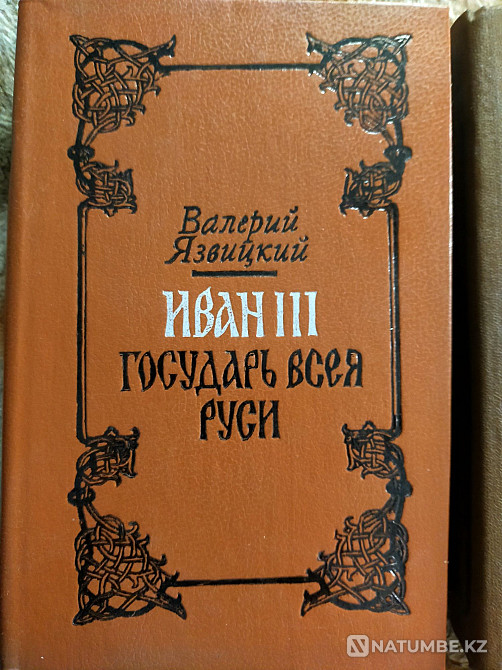 Валерий
Язвицкий
ИВАН III
ГОСУДАРЬ ВСЕЯ
РУСИ
NATUMBE.KZ